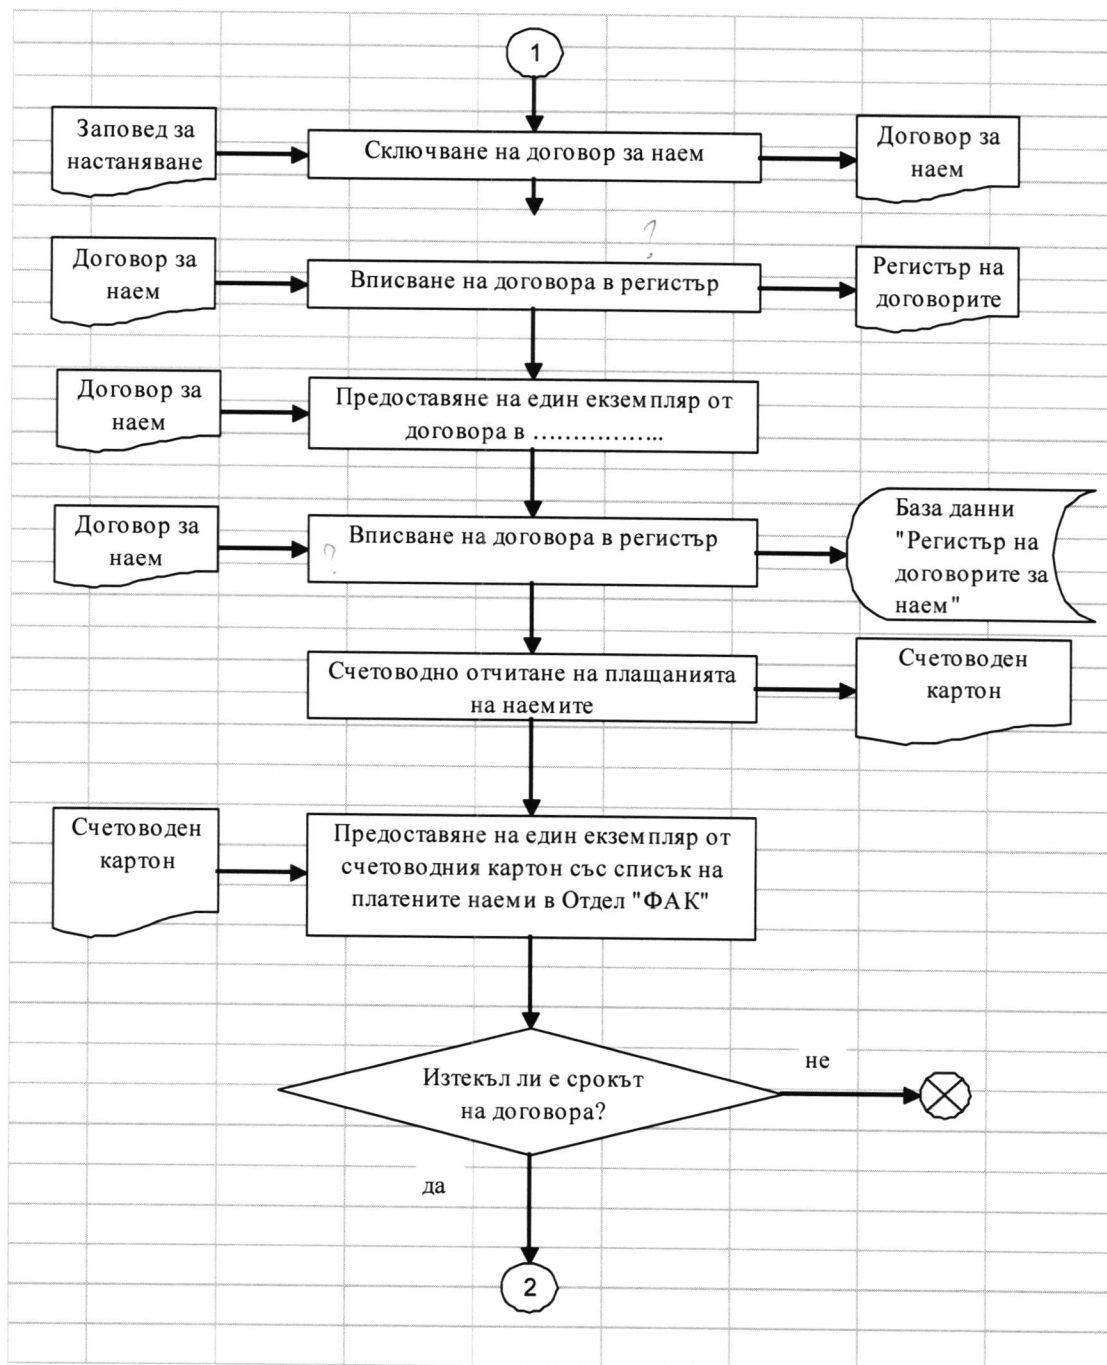 1
Заповед за
настаняване
Сключване на договор за наем
Договор за
наем
?
Договор за
наем
Вписване на договора в регистър
Регистър на
договорите
Договор за
наем
Предоставяне на един екземпляр от
договора в ……………..
Договор за
наем
?
Вписване на договора в регистър
База данни
"Регистър на
договорите за
наем"
Счетоводно отчитане на плащанията
на наемите
Счетоводен
картон
Счетоводен
картон
Предоставяне на един екземпляр от
счетоводния картон със списък на
платените наеми в Отдел "ФАК"
Изтекъл ли е срокът
на договора?
не
да
2